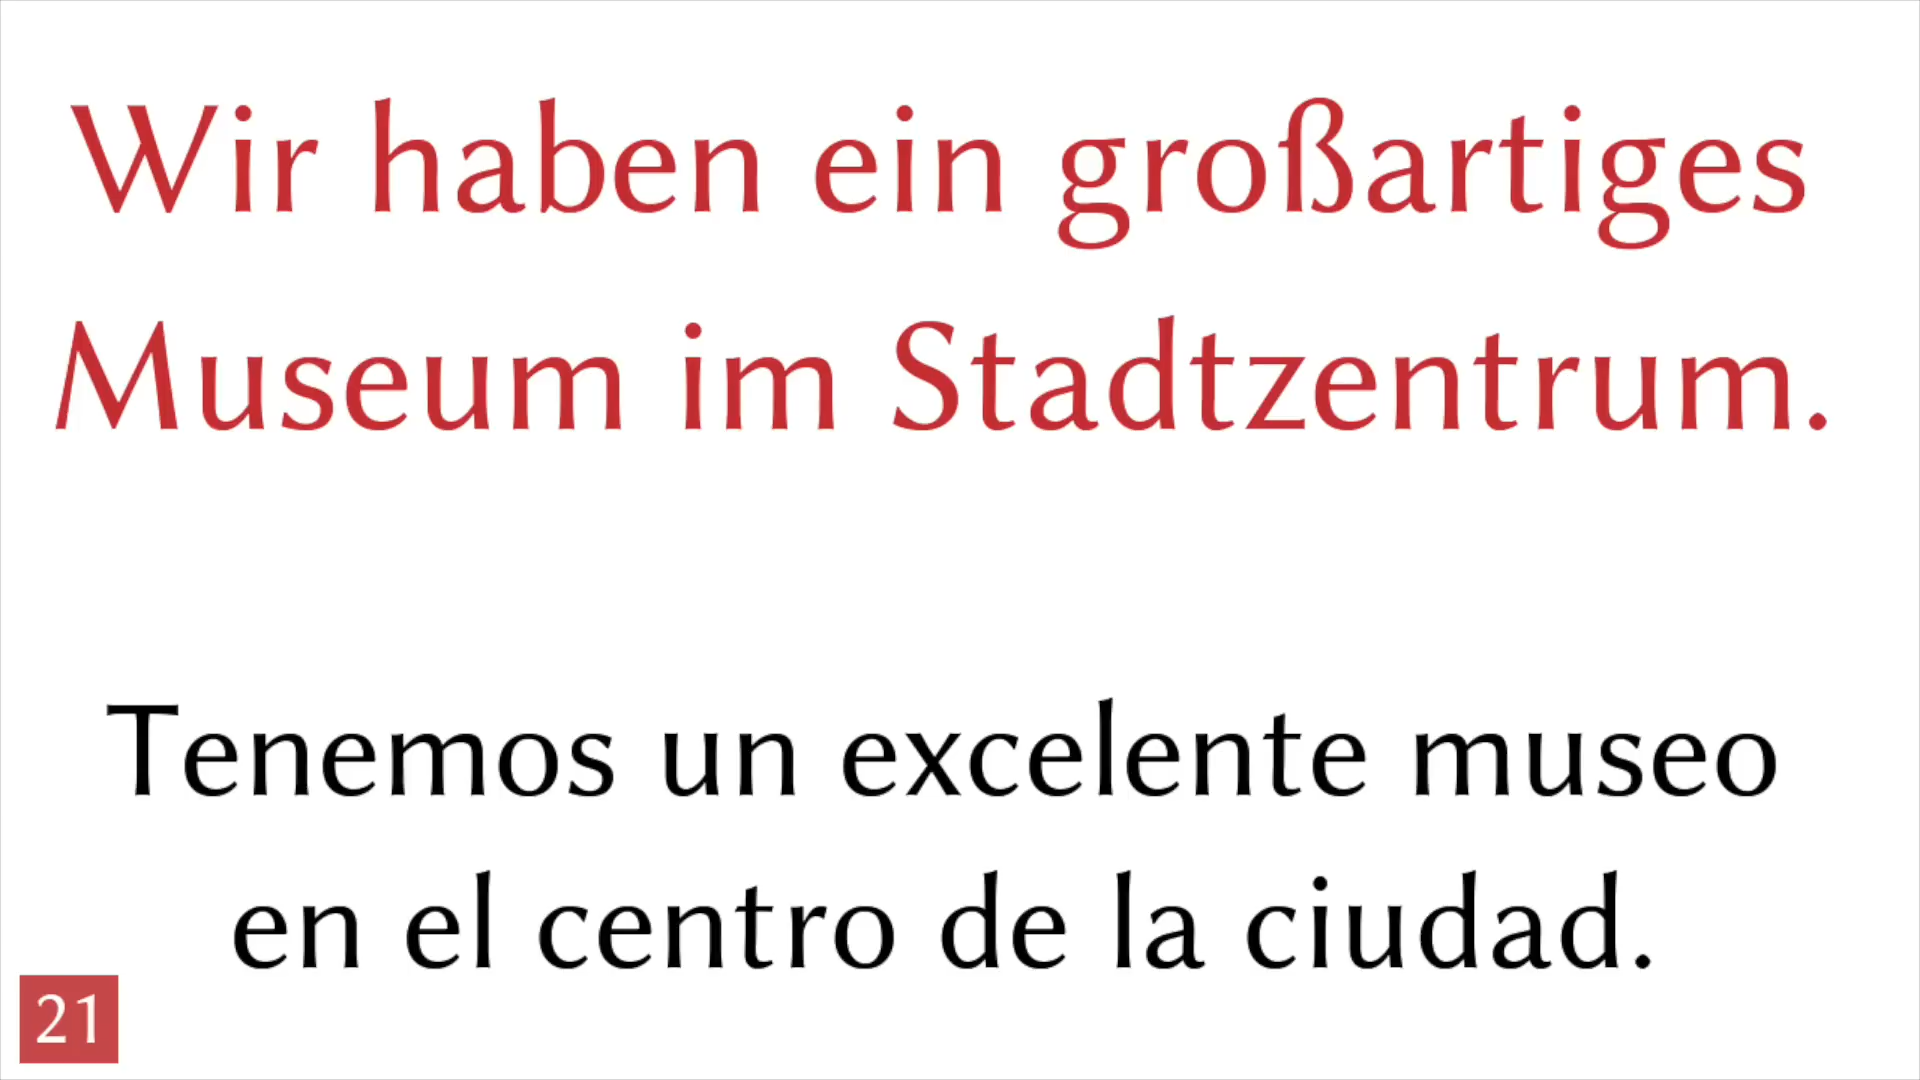 Wir haben ein großartiges
Museum im Stadtzentrum.
Tenemos un excelente museo
en el centro de la ciudad.
21